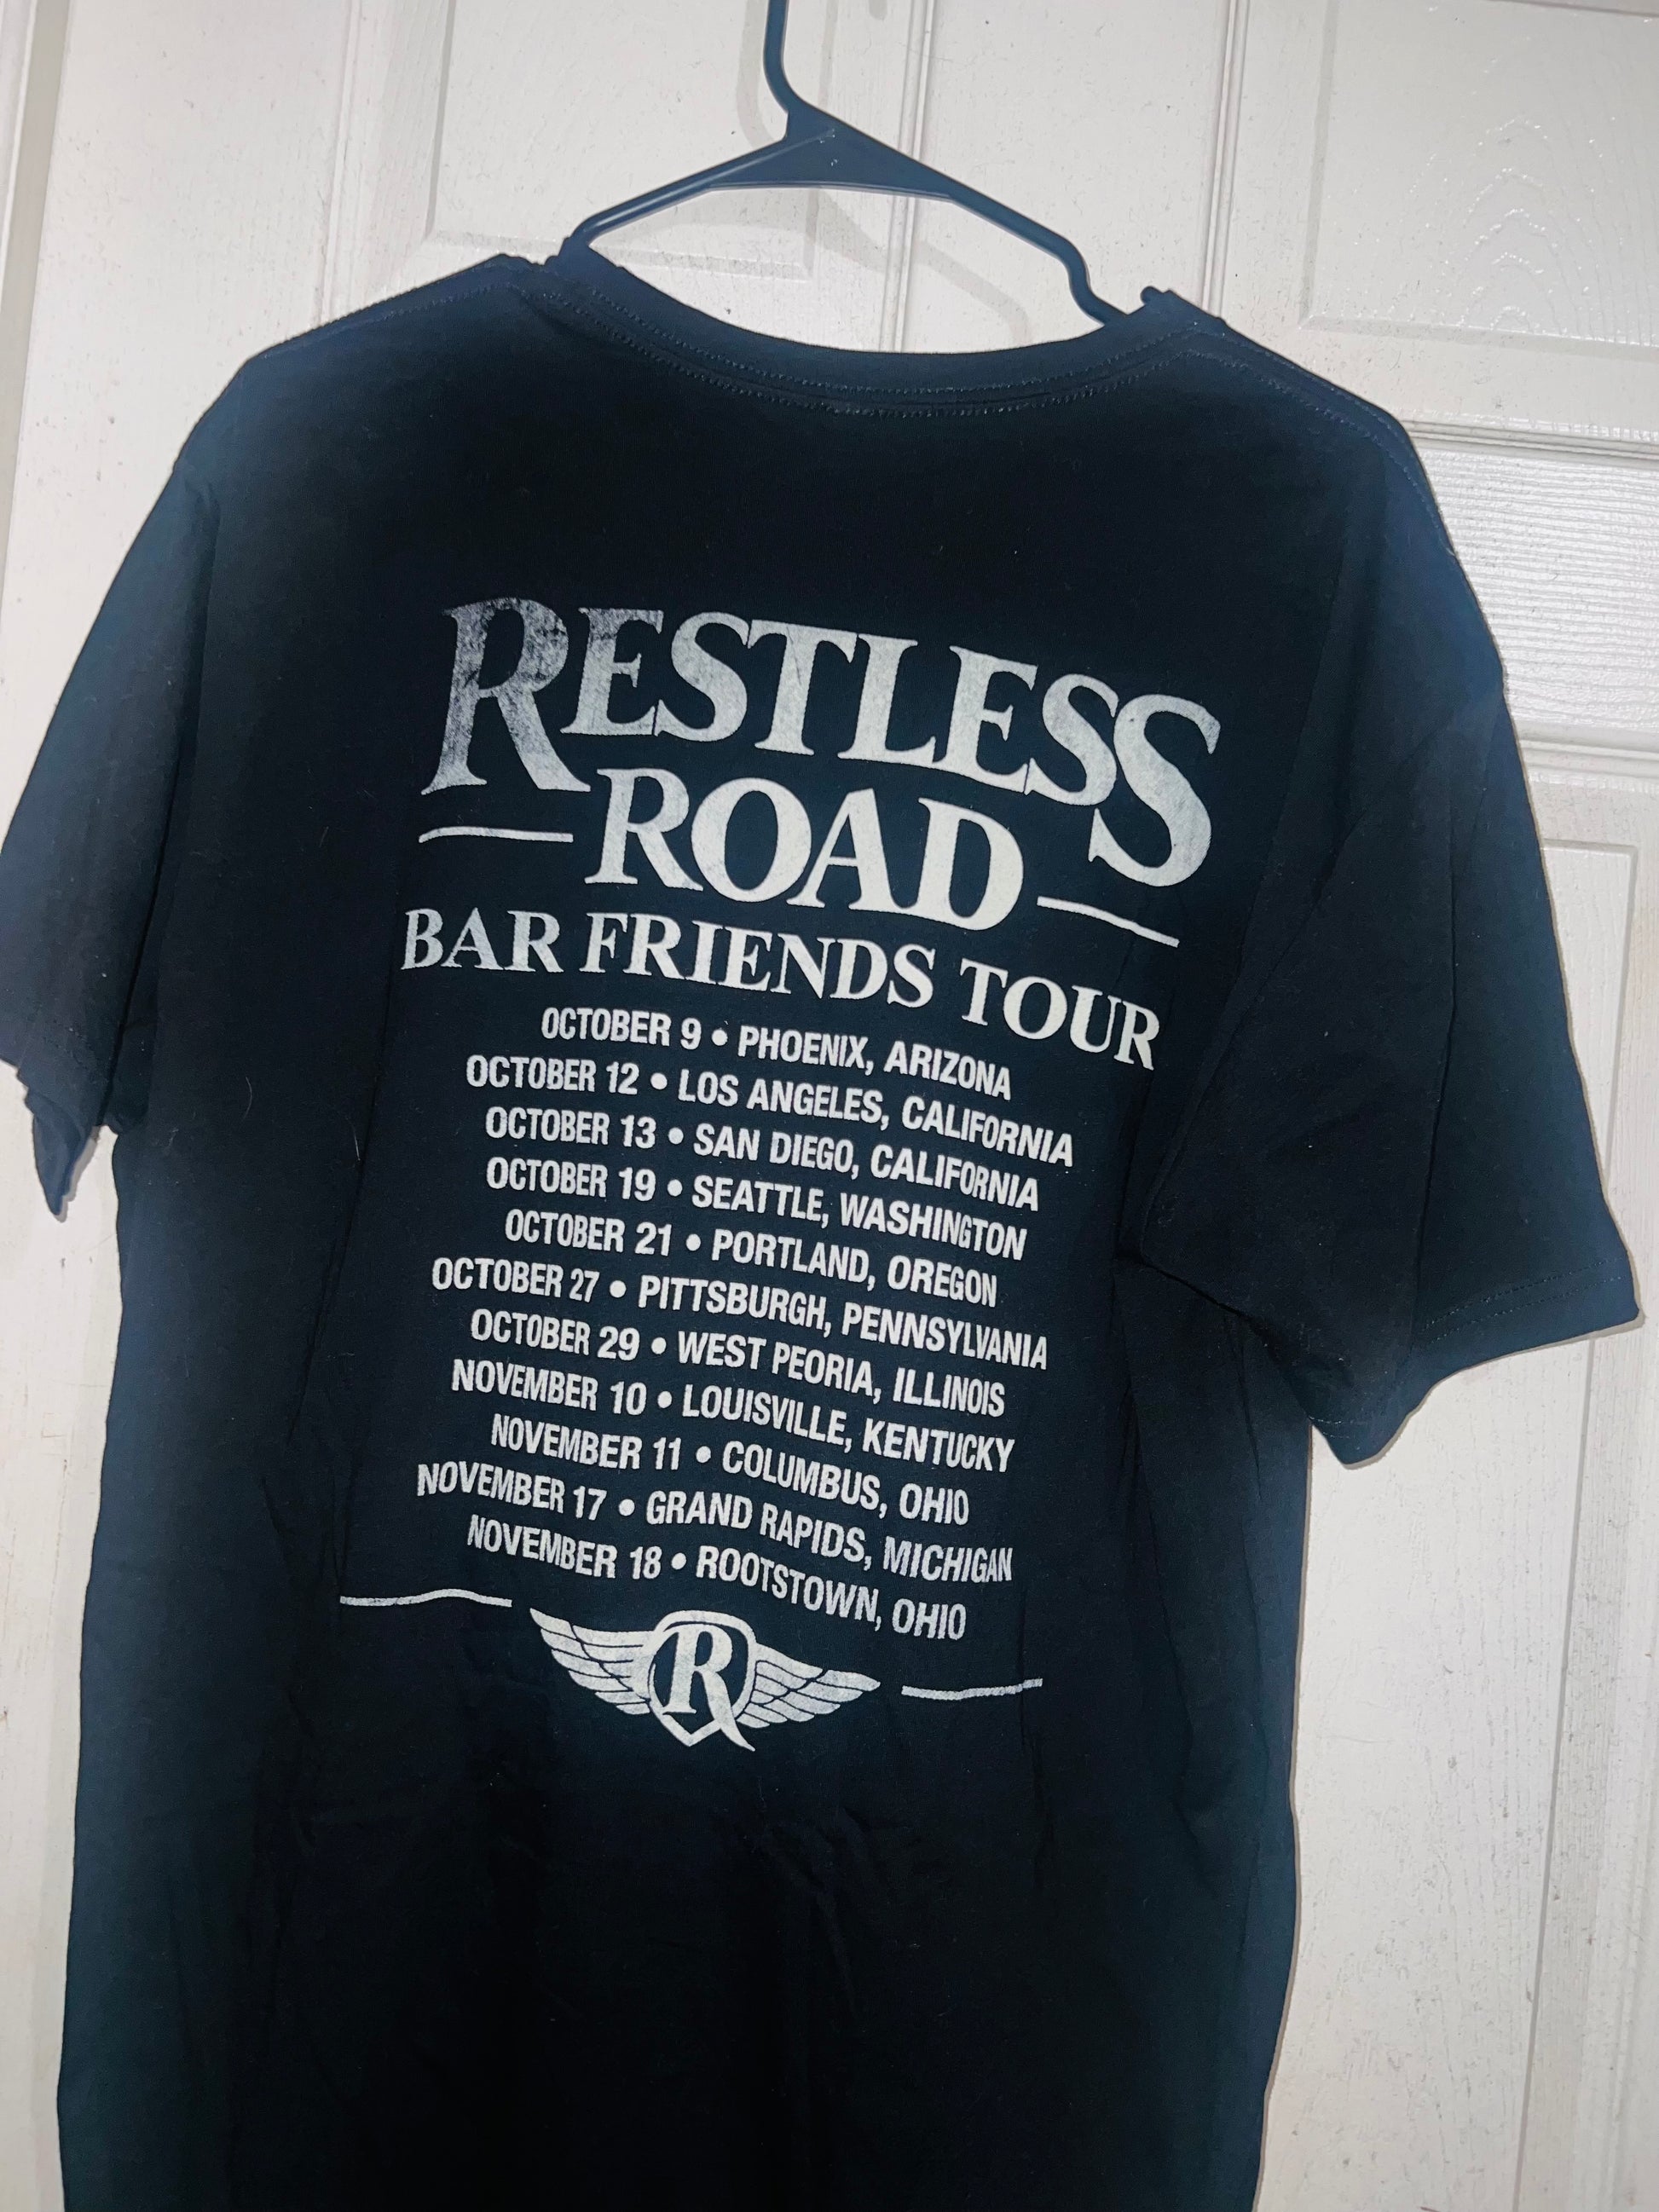 RESTLESS
ROAD
BAR FRIENDS TOUR
OCTOBER 9 • PHOENIX, ARIZONA
OCTOBER 12 • LOS ANGELES, CALIFORNIA
OCTOBER 13 • SAN DIEGO, CALIFORNIA
OCTOBER 19 • SEATTLE, WASHINGTON
OCTOBER 21 • PORTLAND, OREGON
OCTOBER 27 • PITTSBURGH, PENNSYLVANIA
OCTOBER 29 • WEST PEORIA, ILLINOIS
NOVEMBER 10 • LOUISVILLE, KENTUCKY
NOVEMBER 11 • COLUMBUS, OHIO
NOVEMBER 17 • GRAND RAPIDS, MICHIGAN
NOVEMBER 18 • ROOTSTOWN, OHIO
R